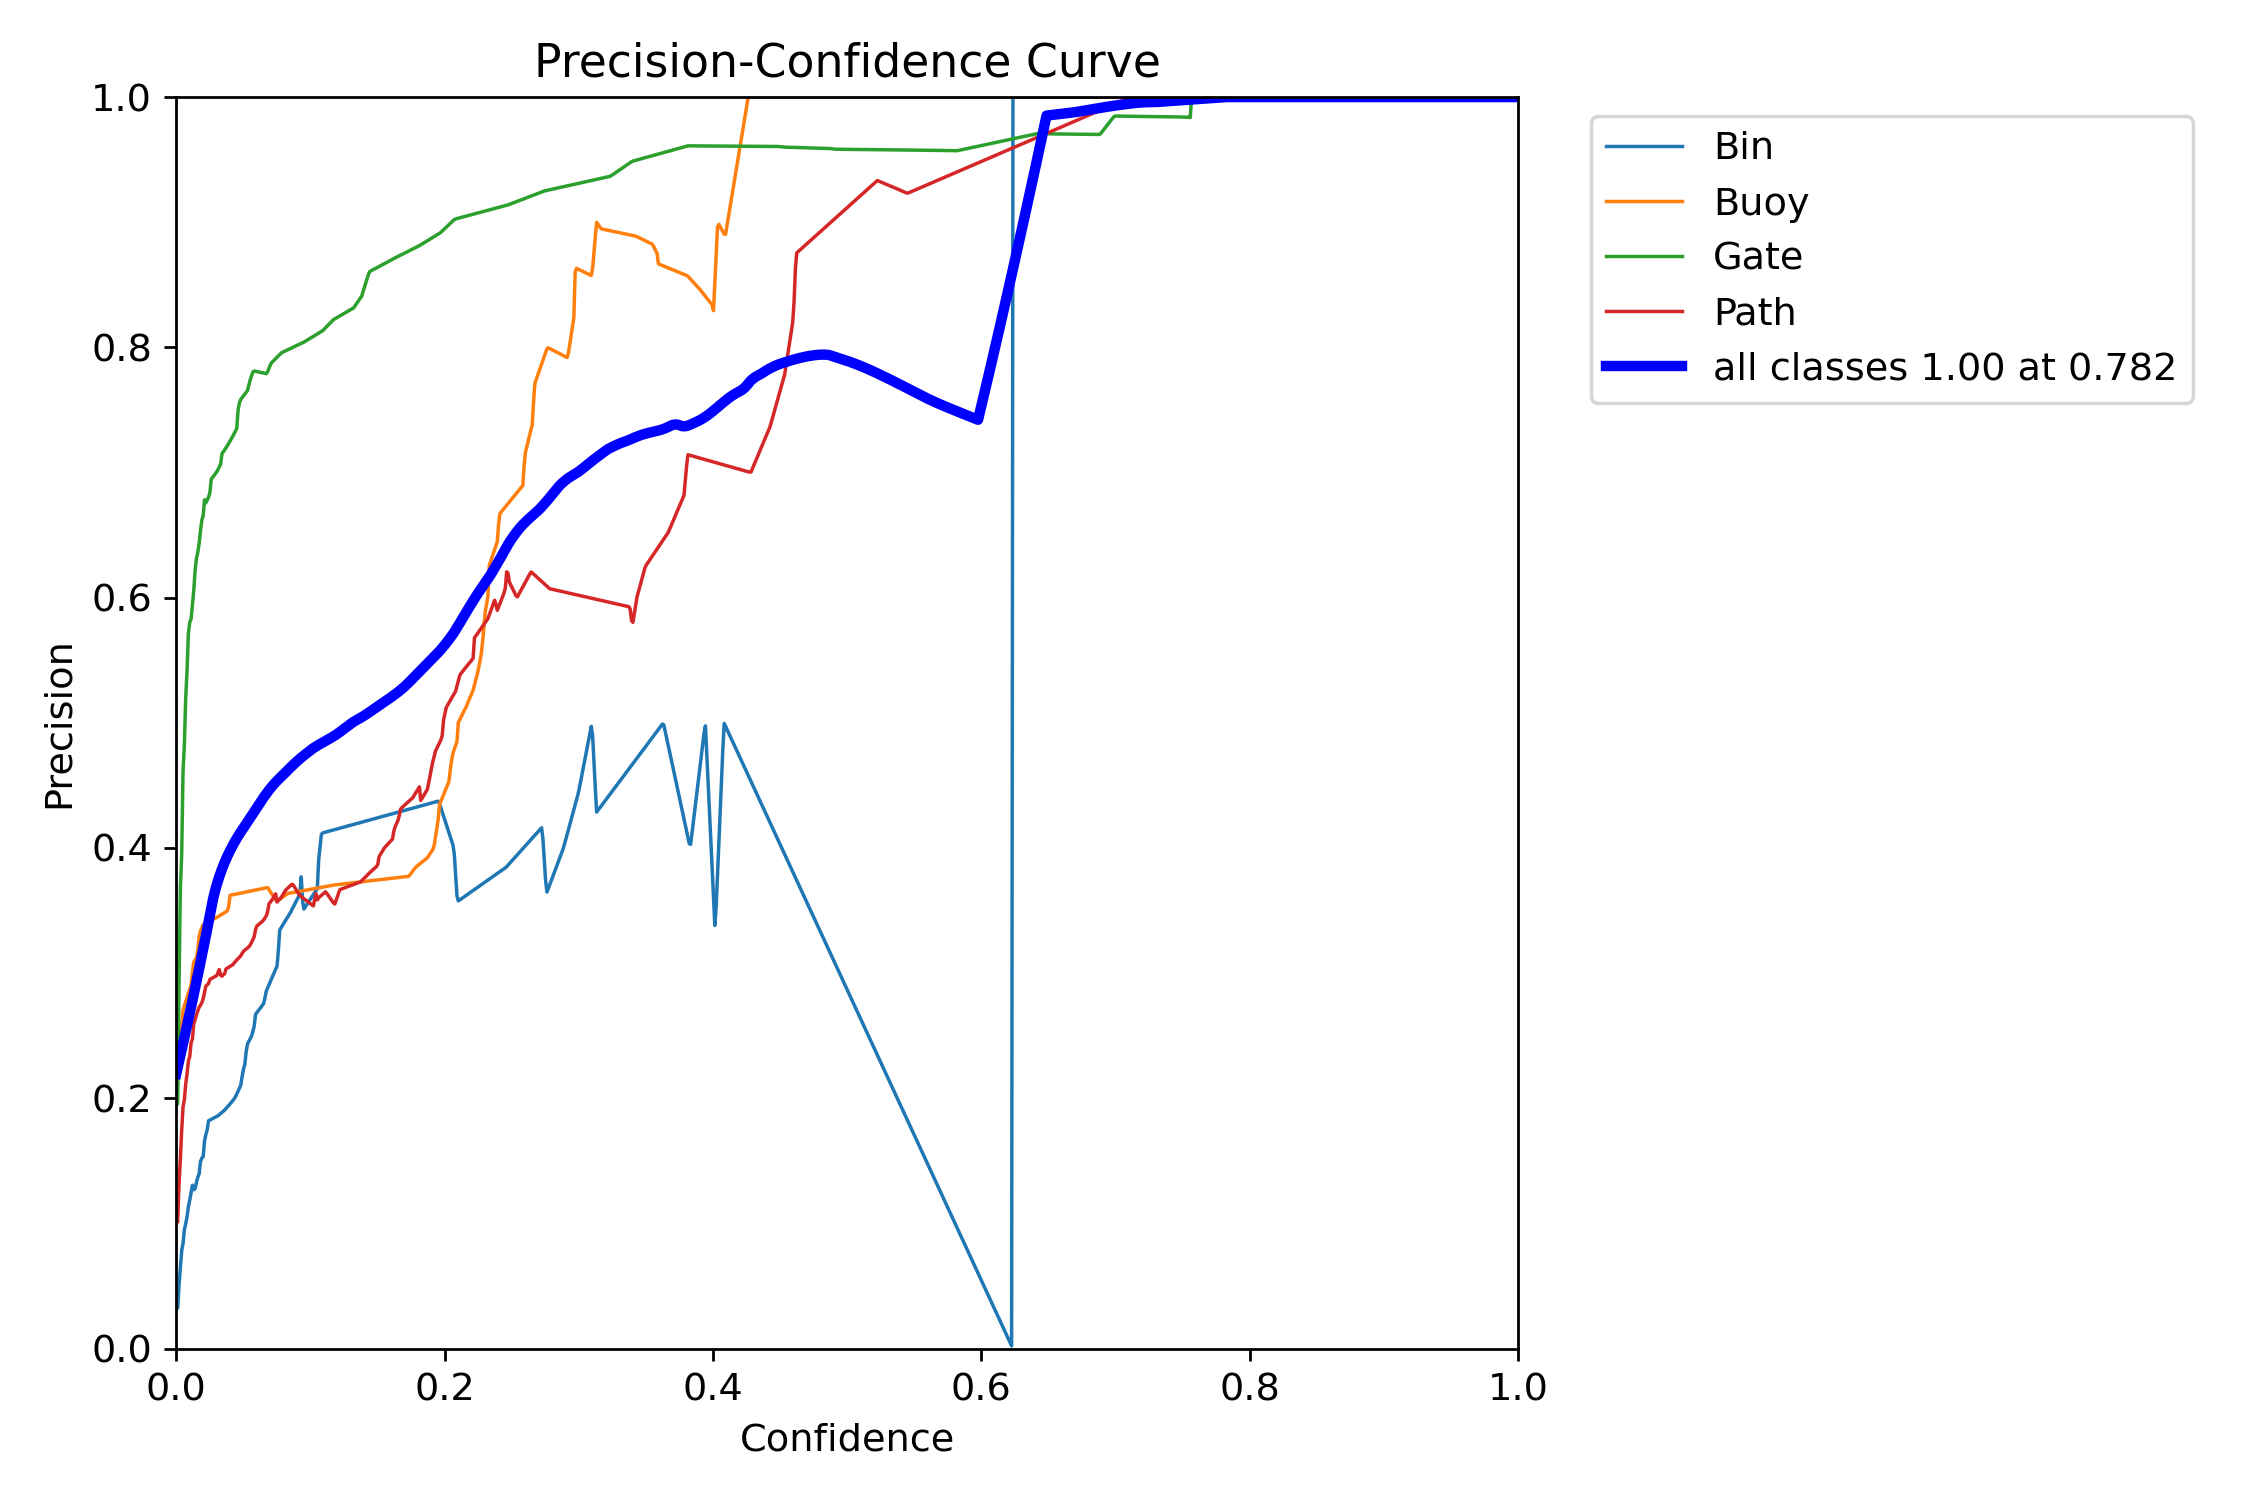 Precision-Confidence Curve
1.0
0.8
0.6
0.4
0.2
0.0
Precision
0.0 0.2 0.4 0.6 0.8 1.0
Confidence
Bin
Buoy
Gate
Path
all classes 1.00 at 0.782